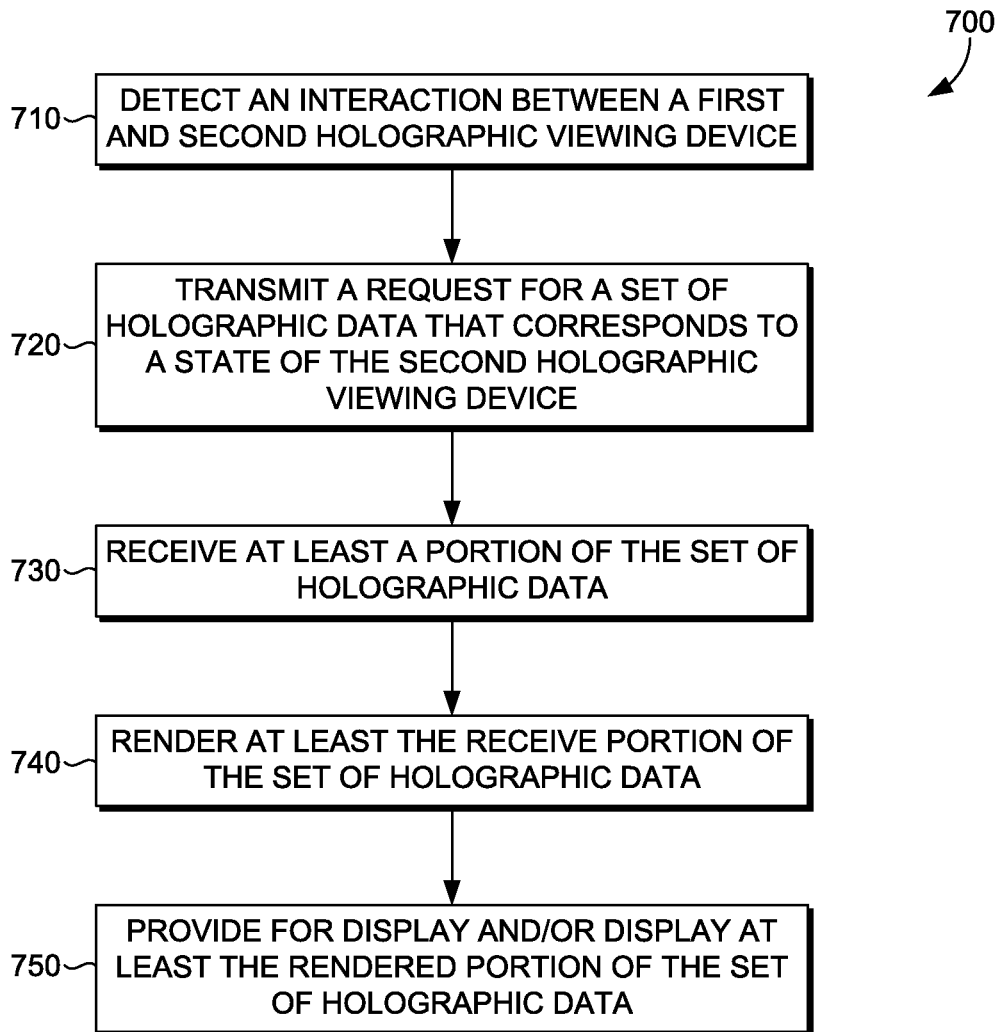 700
710
DETECT AN INTERACTION BETWEEN A FIRST
AND SECOND HOLOGRAPHIC VIEWING DEVICE
720
TRANSMIT A REQUEST FOR A SET OF
HOLOGRAPHIC DATA THAT CORRESPONDS TO
A STATE OF THE SECOND HOLOGRAPHIC
VIEWING DEVICE
730
RECEIVE AT LEAST A PORTION OF THE SET OF
HOLOGRAPHIC DATA
740
RENDER AT LEAST THE RECEIVE PORTION OF
THE SET OF HOLOGRAPHIC DATA
750
PROVIDE FOR DISPLAY AND/OR DISPLAY AT
LEAST THE RENDERED PORTION OF THE SET
OF HOLOGRAPHIC DATA